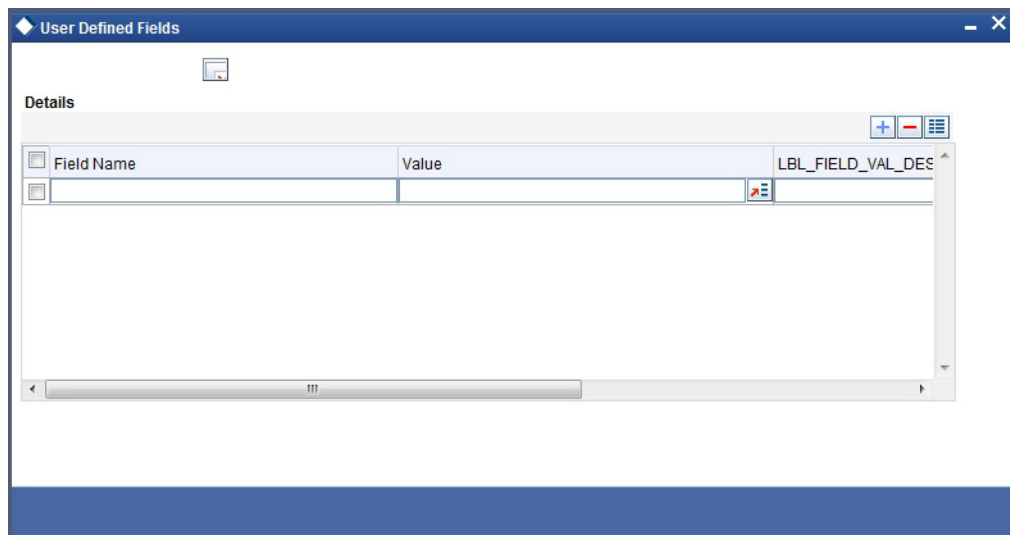 User Defined Fields
Details
Field Name Value LBL_FIELD_VAL_DES